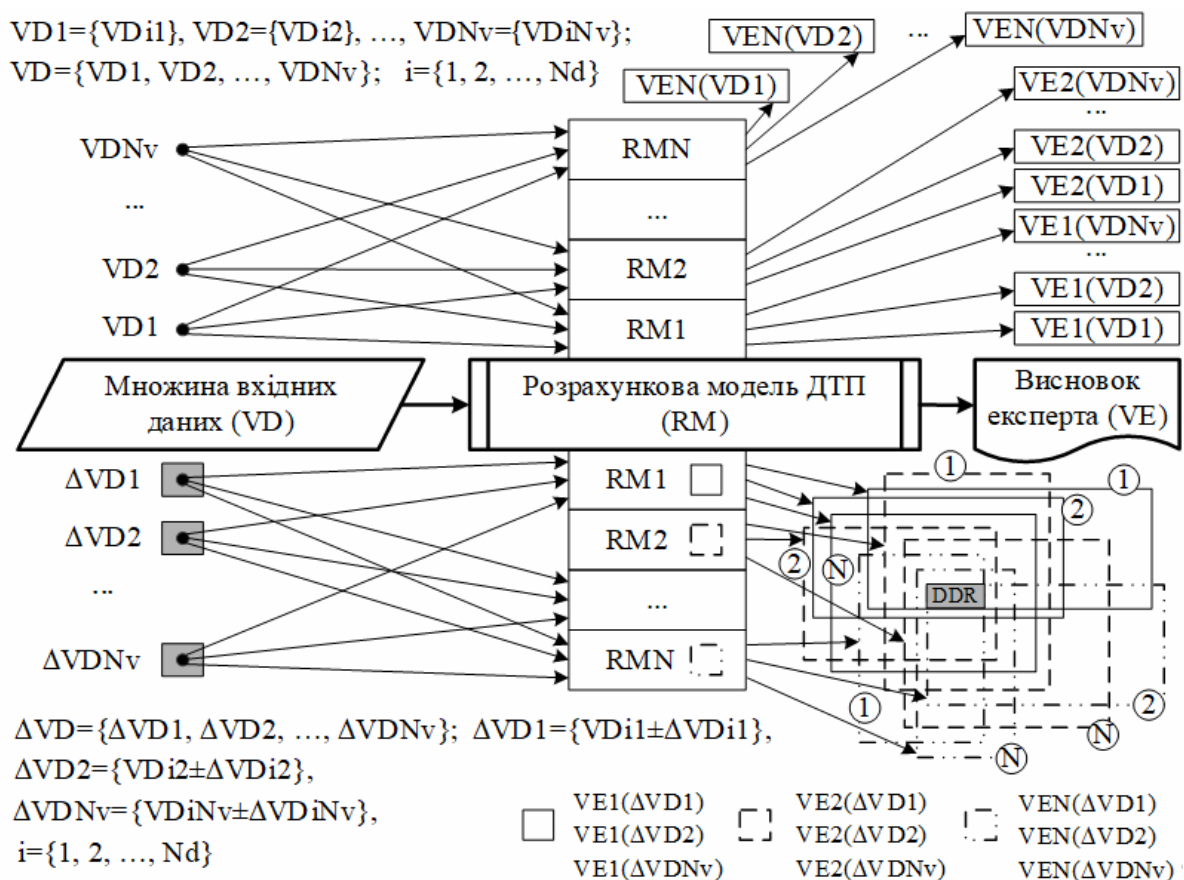 VD1={VDi1}, VD2={VDi2}, ..., VDNv={VDiNv};
VD={VD1, VD2, ..., VDNv}; i={1, 2, ..., Nd}
VEN(VD2)
...
VEN(VDNv)
VEN(VD1)
VE2(VDNv)
...
VDNv
RMN
VE2(VD2)
...
...
VE2(VD1)
VE1(VDNv)
...
VD2
RM2
VE1(VD2)
VD1
RM1
VE1(VD1)
Множина вхідних
даних (VD)
Розрахункова модель ДТП
(RM)
Висновок
експерта (VE)
ΔVD1
RM1
1
1
2
ΔVD2
RM2
2
N
...
...
DDR
ΔVDNv
RMN
1
2
N
N
ΔVD={ΔVD1, ΔVD2, ..., ΔVDNv}; ΔVD1={VDi1±ΔVDi1},
ΔVD2={VDi2±ΔVDi2},
ΔVDNv={VDiNv±ΔVDiNv},
i={1, 2, ..., Nd}
VE1(ΔVD1)
VE1(ΔVD2)
VE1(ΔVDNv)
VE2(ΔVD1)
VE2(ΔVD2)
VE2(ΔVDNv)
VEN(ΔVD1)
VEN(ΔVD2)
VEN(ΔVDNv)